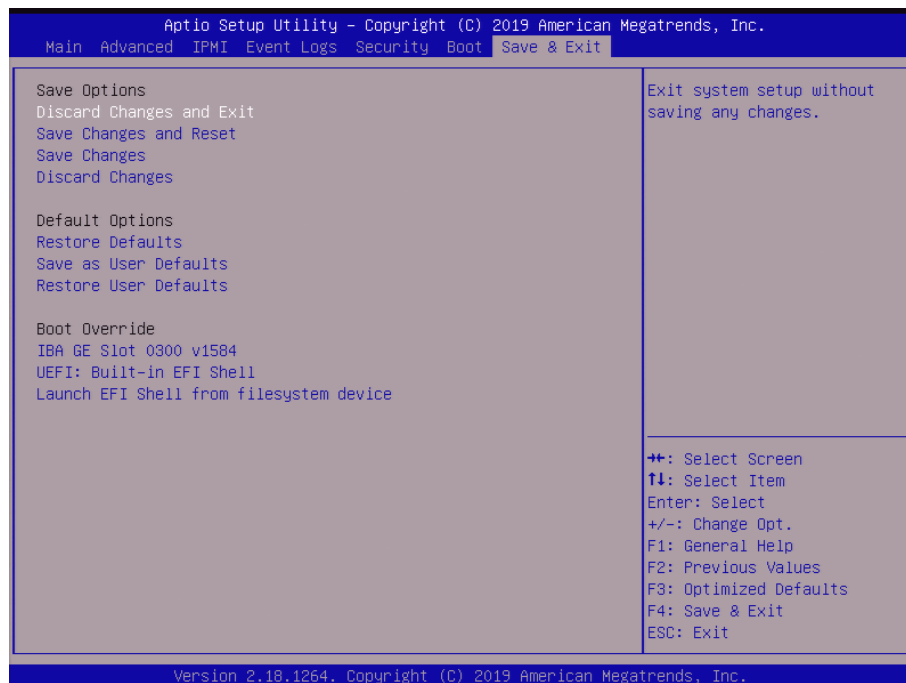 Aptio Setup Utility – Copyright (C) 2019 American Megatrends, Inc.
Main Advanced IPMI Event Logs Security Boot Save & Exit
Save Options
Discard Changes and Exit
Save Changes and Reset
Save Changes
Discard Changes
Default Options
Restore Defaults
Save as User Defaults
Restore User Defaults
Boot Override
IBA GE Slot 0300 v1584
UEFI: Built-in EFI Shell
Launch EFI Shell from filesystem device
Exit system setup without
saving any changes.
→←: Select Screen
↑↓: Select Item
Enter: Select
+/-: Change Opt.
F1: General Help
F2: Previous Values
F3: Optimized Defaults
F4: Save & Exit
ESC: Exit
Version 2.18.1264. Copyright (C) 2019 American Megatrends, Inc.